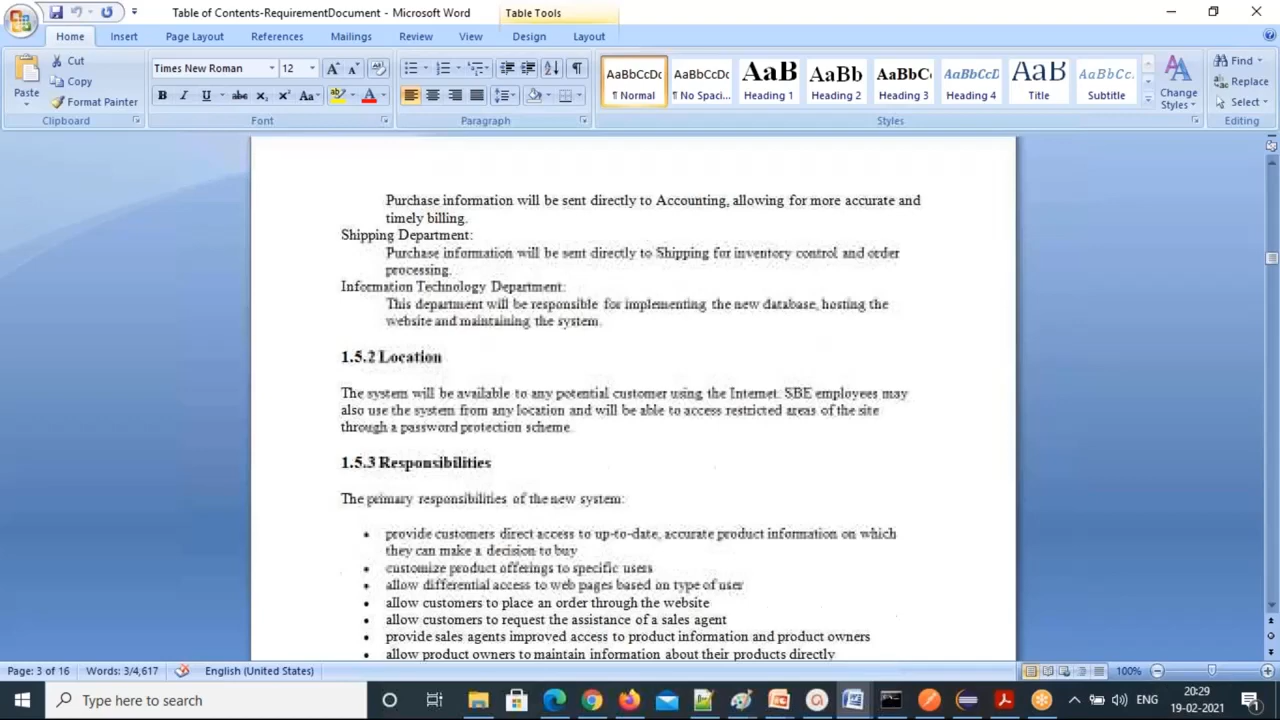 Table of Contents-RequirementDocument - Microsoft Word
Table Tools
Home Insert Page Layout References Mailings Review View Design Layout
Paste
Cut
Copy
Format Painter
Clipboard
Times New Roman 12
Font
Paragraph
AaBbCcDc AaBbCcDc AaB AaBb AaBbC AaBbCcD AaB AaBbCc.
¶ Normal ¶ No Spaci... Heading 1 Heading 2 Heading 3 Heading 4 Title Subtitle
Change Styles
Styles
Find
Replace
Select
Editing
Purchase information will be sent directly to Accounting, allowing for more accurate and
timely billing.
Shipping Department:
Purchase information will be sent directly to Shipping for inventory control and order
processing.
Information Technology Department:
This department will be responsible for implementing the new database, hosting the
website and maintaining the system.
1.5.2 Location
The system will be available to any potential customer using the Internet. SBE employees may
also use the system from any location and will be able to access restricted areas of the site
through a password protection scheme.
1.5.3 Responsibilities
The primary responsibilities of the new system:
• provide customers direct access to up-to-date, accurate product information on which
they can make a decision to buy
• customize product offerings to specific users
• allow differential access to web pages based on type of user
• allow customers to place an order through the website
• allow customers to request the assistance of a sales agent
• provide sales agents improved access to product information and product owners
• allow product owners to maintain information about their products directly
Page: 3 of 16 Words: 3/4,617 English (United States) 100%
Type here to search
ENG
20:29
19-02-2021